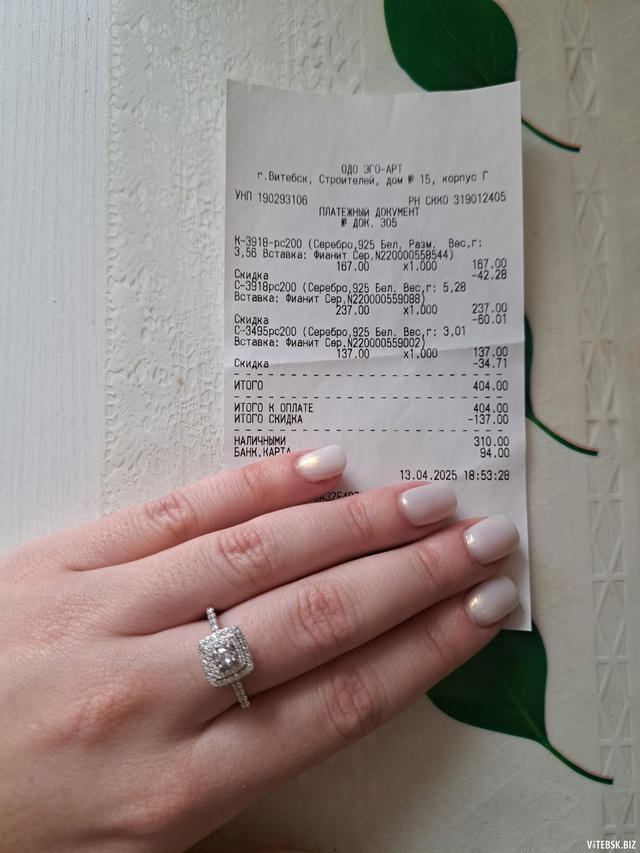 ОДО ЭГО-АРТ
г.Витебск, Строителей, дом № 15, корпус Г
УНП 190293106 РН СККО 319012405
ПЛАТЕЖНЫЙ ДОКУМЕНТ
№ ДОК. 305
К-3918-рс200 (Серебро,925 Бел. Разм. Вес,г:
3,56 Вставка: Фианит Сер.N220000558544)
167.00 x1.000 167.00
Скидка -42.28
С-3918рс200 (Серебро,925 Бел. Вес,г: 5,28
Вставка: Фианит Сер.N220000559088)
237.00 x1.000 237.00
Скидка -60.01
С-3495рс200 (Серебро,925 Бел. Вес,г: 3,01
Вставка: Фианит Сер.N220000559002)
137.00 x1.000 137.00
Скидка -34.71
ИТОГО 404.00
ИТОГО К ОПЛАТЕ 404.00
ИТОГО СКИДКА -137.00
НАЛИЧНЫМИ 310.00
БАНК.КАРТА 94.00
13.04.2025 18:53:28
ViTEBSK.BIZ